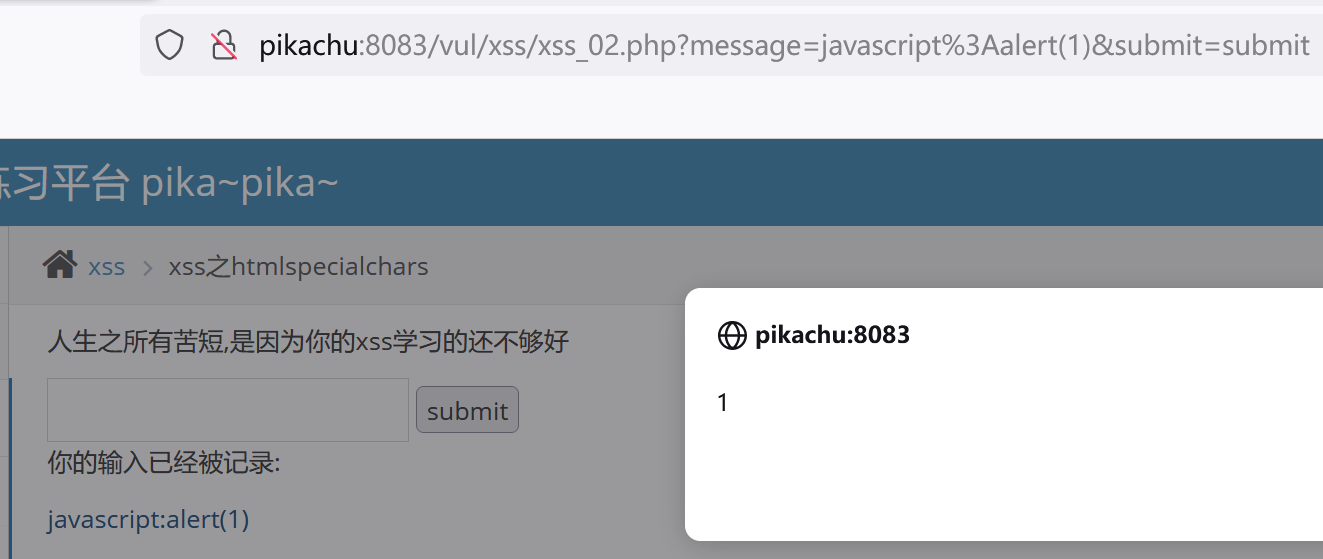 pikachu:8083/vul/xss/xss_02.php?message=javascript%3Aalert(1)&submit=submit
练习平台 pika~pika~
xss > xss之htmlspecialchars
人生之所有苦短,是因为你的xss学习的还不够好
submit
你的输入已经被记录:
javascript:alert(1)
pikachu:8083
1